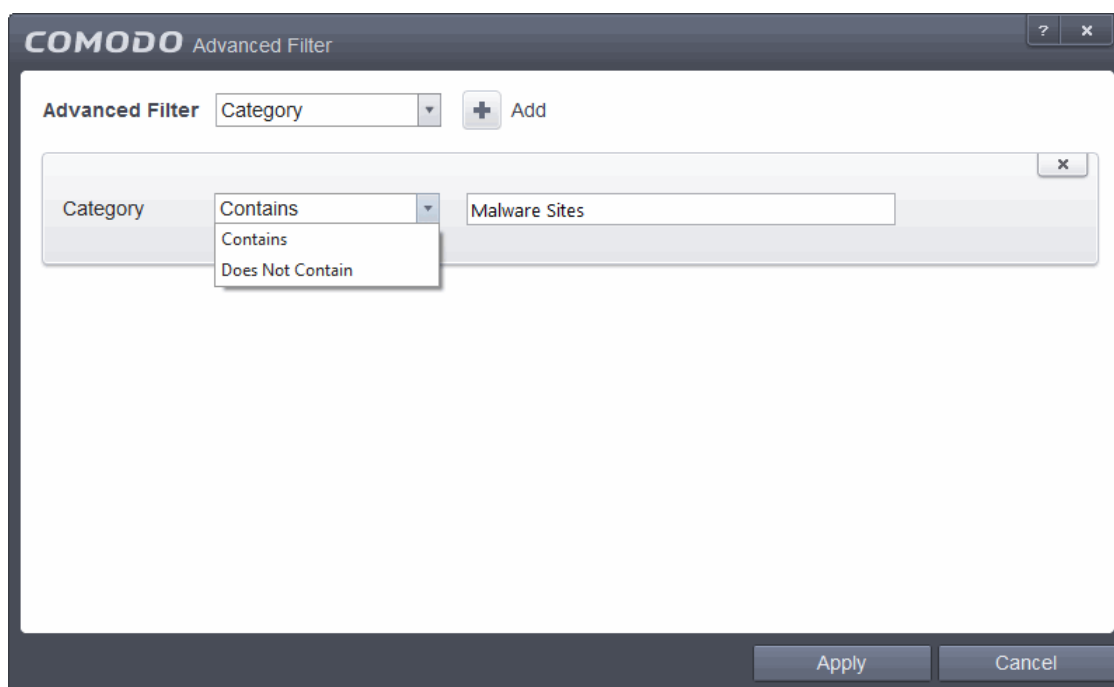 COMODO Advanced Filter ? x
Advanced Filter Category + Add
x
Category Contains Malware Sites
Contains
Does Not Contain
Apply Cancel